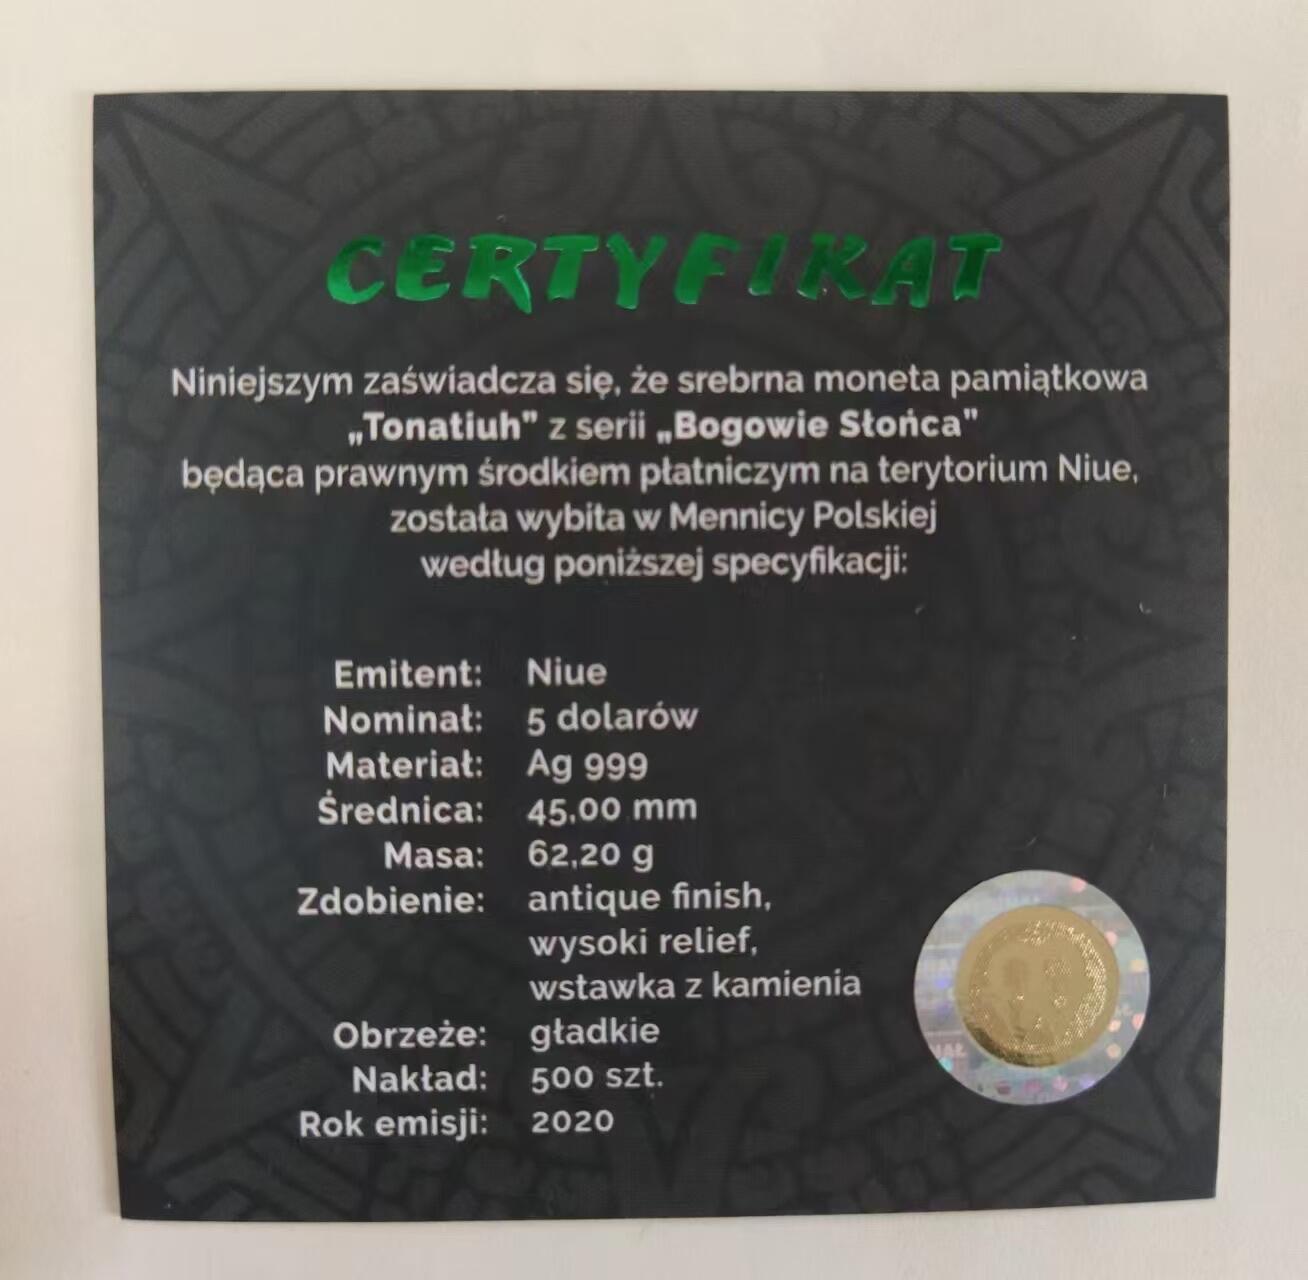 CERTYFIKAT
Niniejszym zaświadcza się, że srebrna moneta pamiątkowa
„Tonatiuh” z serii „Bogowie Słońca”
będąca prawnym środkiem płatniczym na terytorium Niue,
została wybita w Mennicy Polskiej
według poniższej specyfikacji:
Emitent: Niue
Nominał: 5 dolarów
Materiał: Ag 999
Średnica: 45,00 mm
Masa: 62,20 g
Zdobienie: antique finish,
wysoki relief,
wstawka z kamienia
Obrzeże: gładkie
Nakład: 500 szt.
Rok emisji: 2020